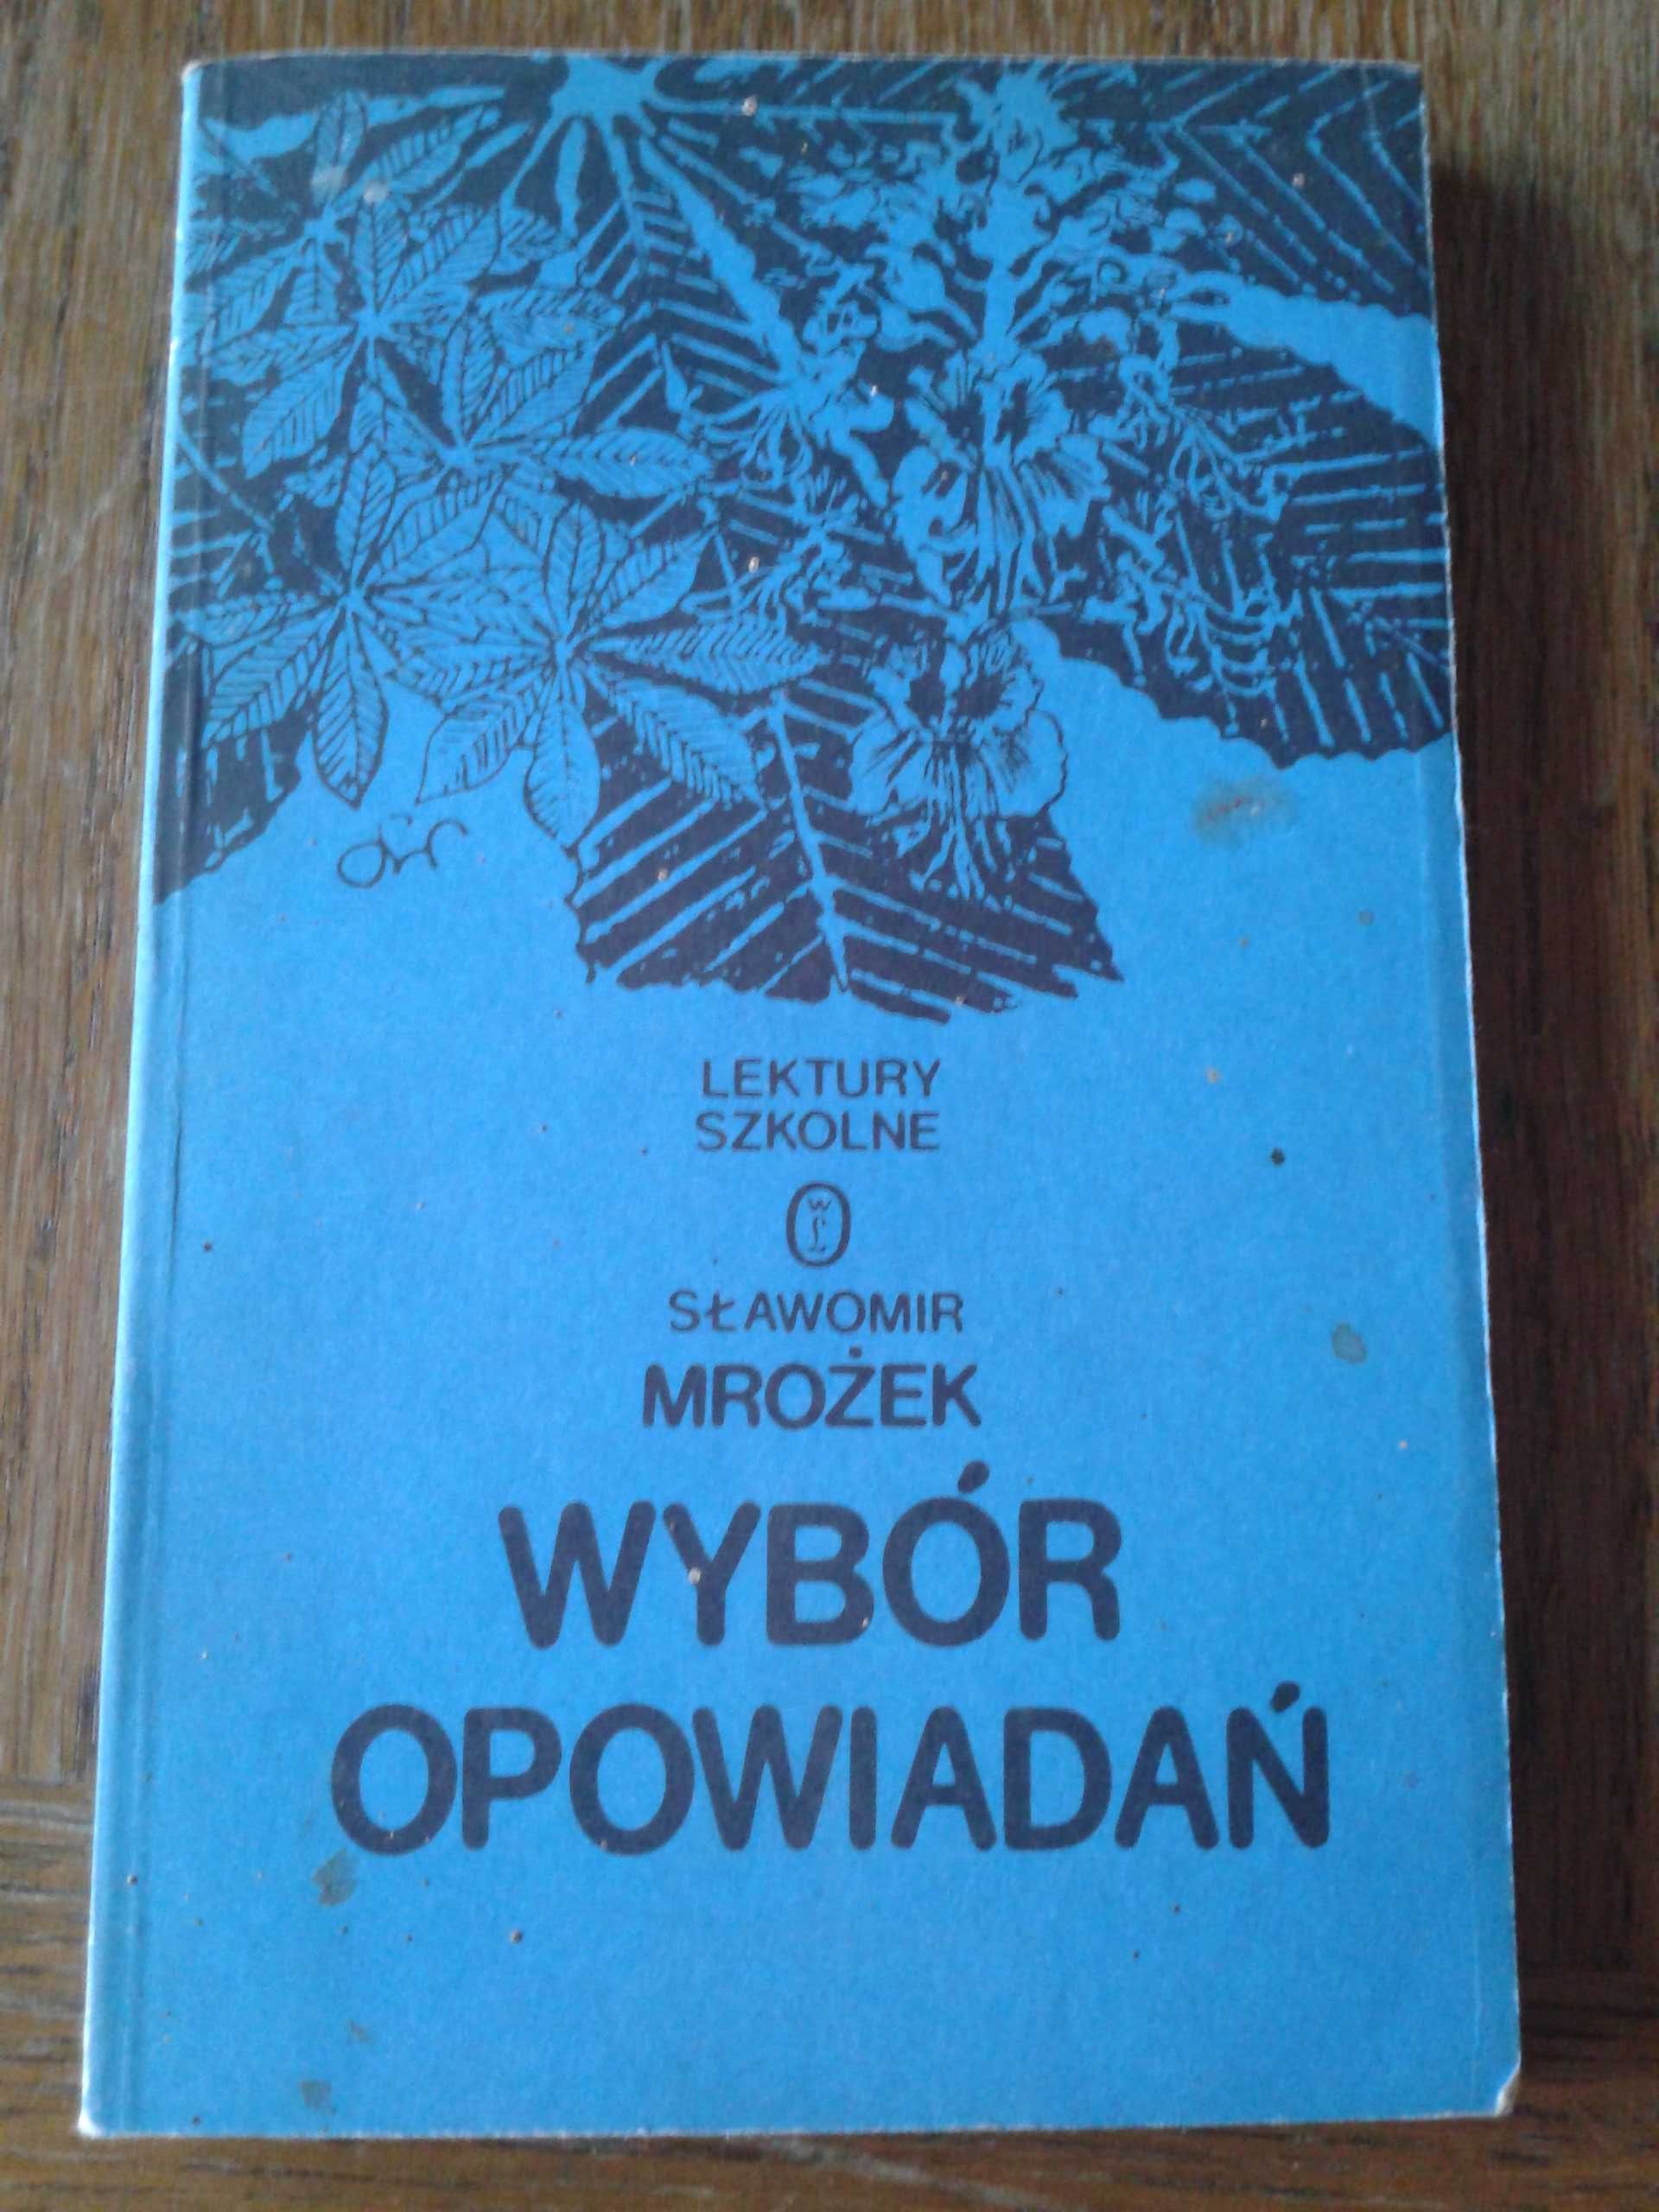 LEKTURY
SZKOLNE
W
Ł
SŁAWOMIR
MROŻEK
WYBÓR
OPOWIADAŃ